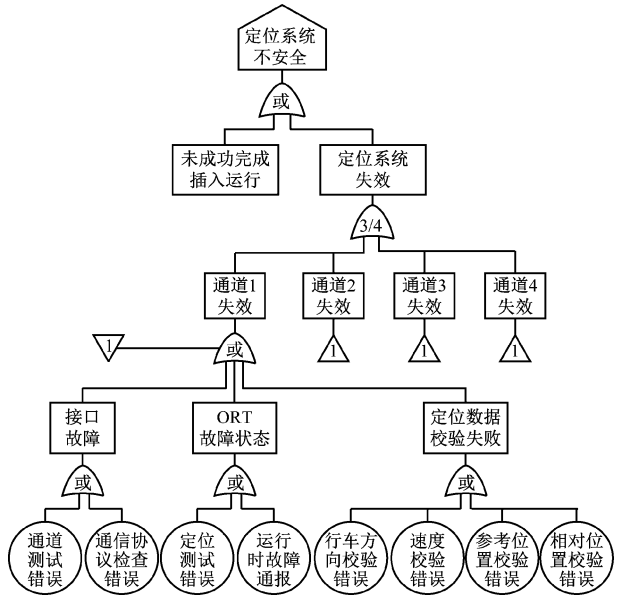 定位系统
不安全
或
未成功完成
插入运行
定位系统
失效
3/4
通道1
失效
通道2
失效
通道3
失效
通道4
失效
1
或
1
1
1
接口
故障
ORT
故障状态
定位数据
校验失败
或
或
或
通道
测试
错误
通信协
议检查
错误
定位
测试
错误
运行
时故障
通报
行车方
向校验
错误
速度
校验
错误
参考位
置校验
错误
相对位
置校验
错误